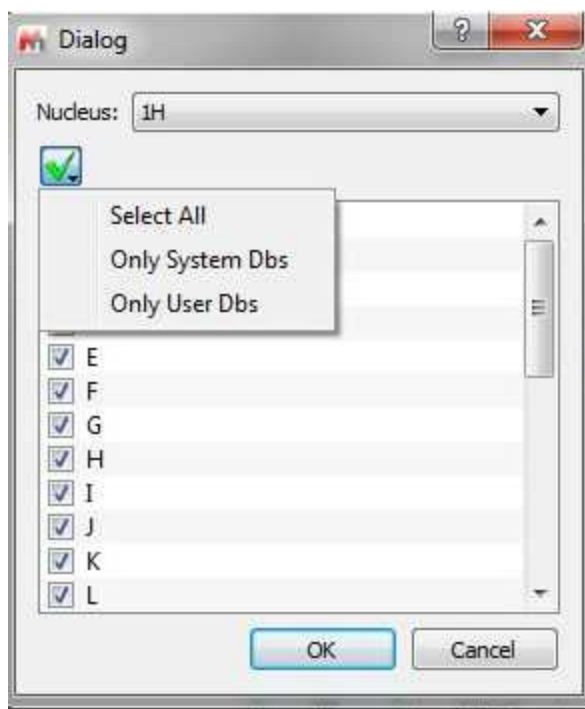 Dialog
Nucleus: 1H
Select All
Only System Dbs
Only User Dbs
E
F
G
H
I
J
K
L
OK Cancel